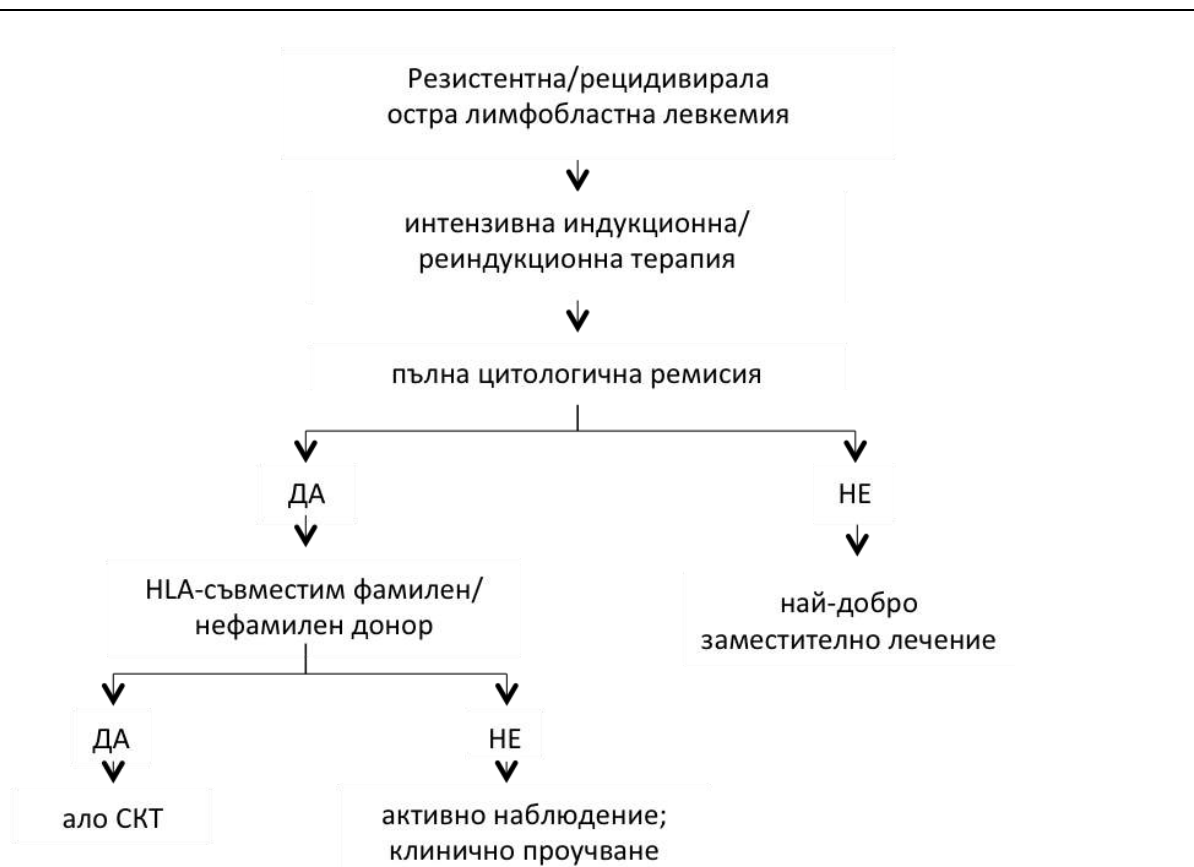 Резистентна/рецидивирала
остра лимфобластна левкемия
интензивна индукционна/
реиндукционна терапия
пълна цитологична ремисия
ДА
НЕ
HLA-съвместим фамилен/
нефамилен донор
най-добро
заместително лечение
ДА
НЕ
ало СКТ
активно наблюдение;
клинично проучване